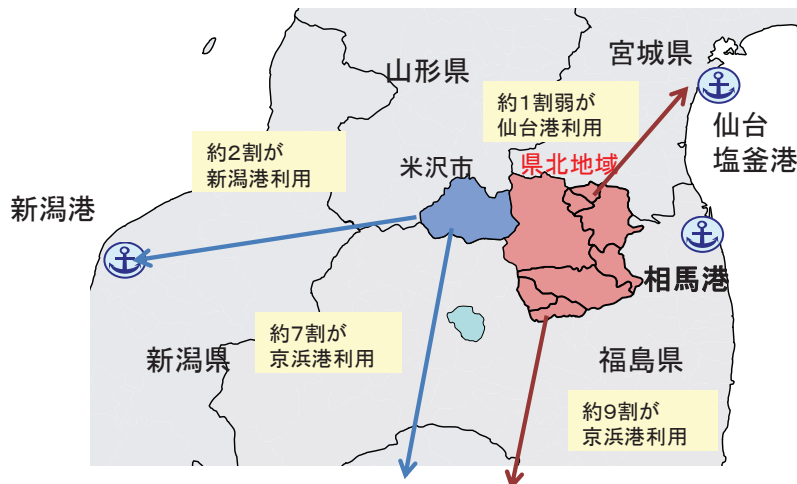 宮城県
山形県
約1割弱が
仙台港利用
仙台
塩釜港
約2割が
新潟港利用
米沢市
県北地域
新潟港
相馬港
約7割が
京浜港利用
新潟県
福島県
約9割が
京浜港利用